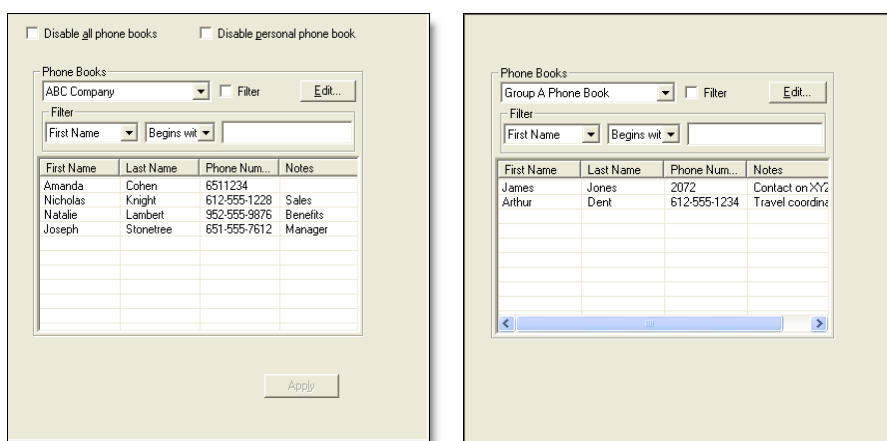 Disable all phone books Disable personal phone book
Phone Books
ABC Company Filter Edit...
Filter
First Name Begins wit
First Name Last Name Phone Num... Notes
Amanda Cohen 6511234
Nicholas Knight 612-555-1228 Sales
Natalie Lambert 952-555-9876 Benefits
Joseph Stonetree 651-555-7612 Manager
Apply
Phone Books
Group A Phone Book Filter Edit...
Filter
First Name Begins wit
First Name Last Name Phone Num... Notes
James Jones 2072 Contact on XYZ
Arthur Dent 612-555-1234 Travel coordina